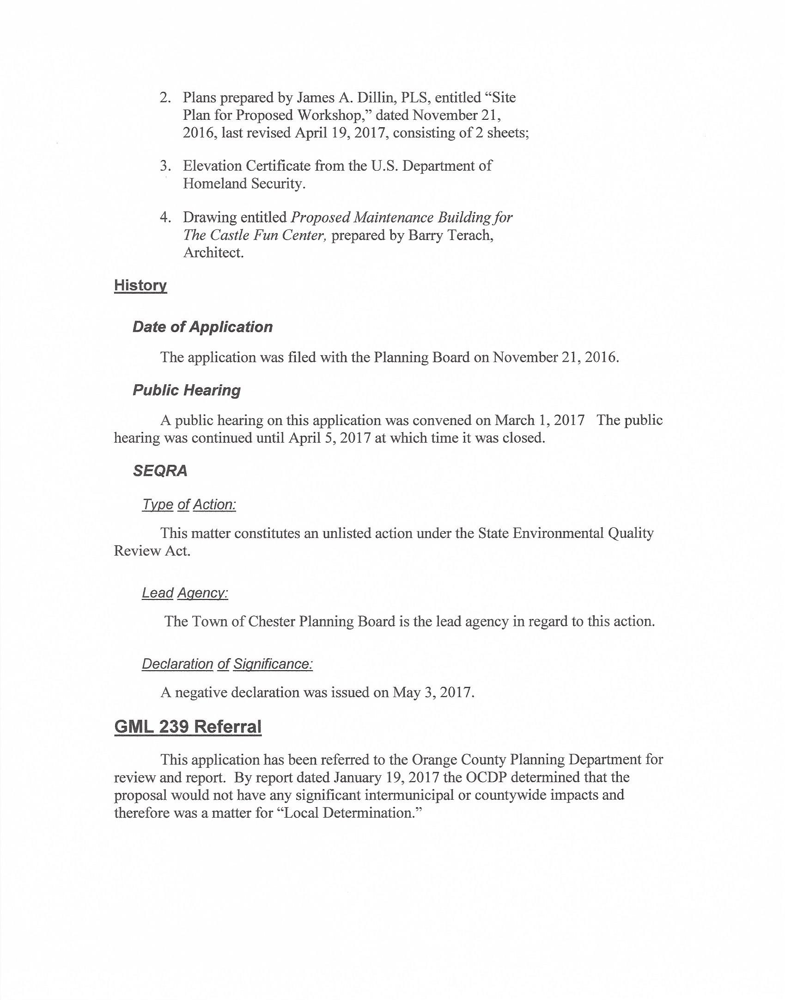 2. Plans prepared by James A. Dillin, PLS, entitled “Site
Plan for Proposed Workshop,” dated November 21,
2016, last revised April 19, 2017, consisting of 2 sheets;
3. Elevation Certificate from the U.S. Department of
Homeland Security.
4. Drawing entitled Proposed Maintenance Building for
The Castle Fun Center, prepared by Barry Terach,
Architect.
History
Date of Application
The application was filed with the Planning Board on November 21, 2016.
Public Hearing
A public hearing on this application was convened on March 1, 2017 The public
hearing was continued until April 5, 2017 at which time it was closed.
SEQRA
Type of Action:
This matter constitutes an unlisted action under the State Environmental Quality
Review Act.
Lead Agency:
The Town of Chester Planning Board is the lead agency in regard to this action.
Declaration of Significance:
A negative declaration was issued on May 3, 2017.
GML 239 Referral
This application has been referred to the Orange County Planning Department for
review and report. By report dated January 19, 2017 the OCDP determined that the
proposal would not have any significant intermunicipal or countywide impacts and
therefore was a matter for “Local Determination.”